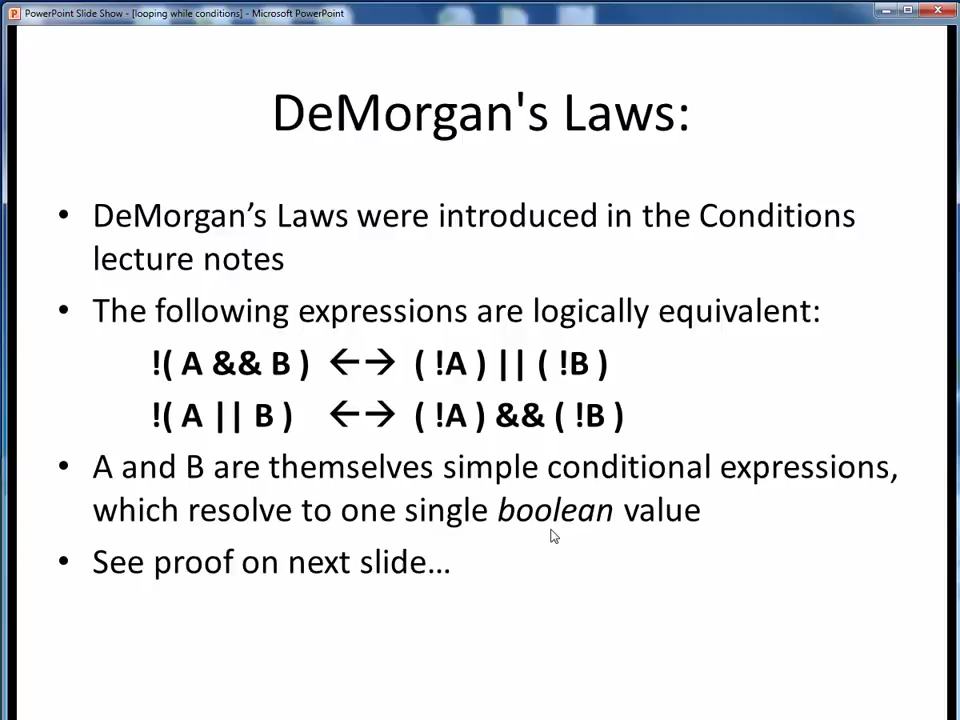 PowerPoint Slide Show - [looping while conditions] - Microsoft PowerPoint
DeMorgan's Laws:
• DeMorgan’s Laws were introduced in the Conditions
lecture notes
• The following expressions are logically equivalent:
!( A && B ) ←→ ( !A ) || ( !B )
!( A || B ) ←→ ( !A ) && ( !B )
• A and B are themselves simple conditional expressions,
which resolve to one single boolean value
• See proof on next slide…